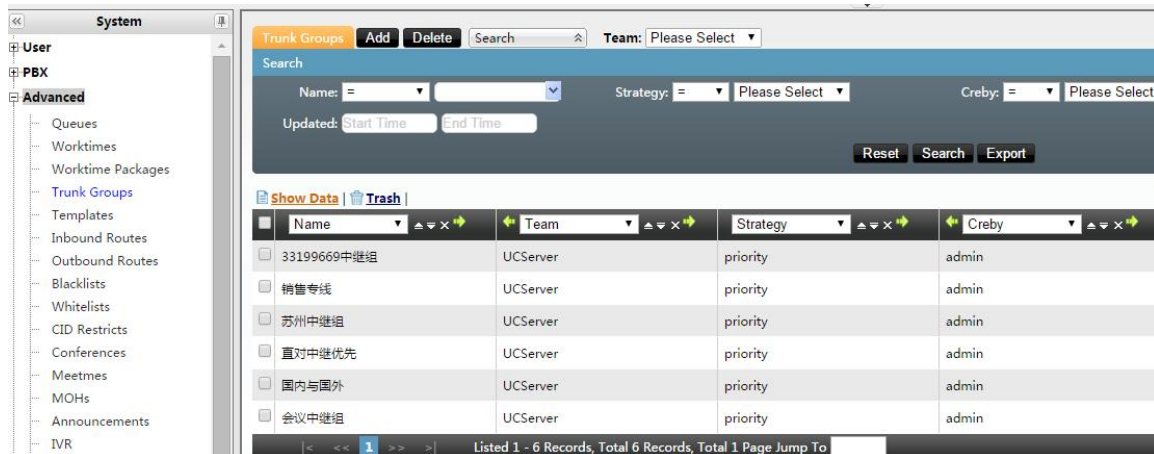 System
User
PBX
Advanced
Queues
Worktimes
Worktime Packages
Trunk Groups
Templates
Inbound Routes
Outbound Routes
Blacklists
Whitelists
CID Restricts
Conferences
Meetmes
MOHs
Announcements
IVR
Trunk Groups Add Delete Search Team: Please Select
Search
Name: = Strategy: = Please Select Creby: = Please Select
Updated: Start Time End Time
Reset Search Export
Show Data | Trash |
Name Team Strategy Creby
33199669中继组 UCServer priority admin
销售专线 UCServer priority admin
苏州中继组 UCServer priority admin
直对中继优先 UCServer priority admin
国内与国外 UCServer priority admin
会议中继组 UCServer priority admin
|< << 1 >> >| Listed 1 - 6 Records, Total 6 Records, Total 1 Page Jump To